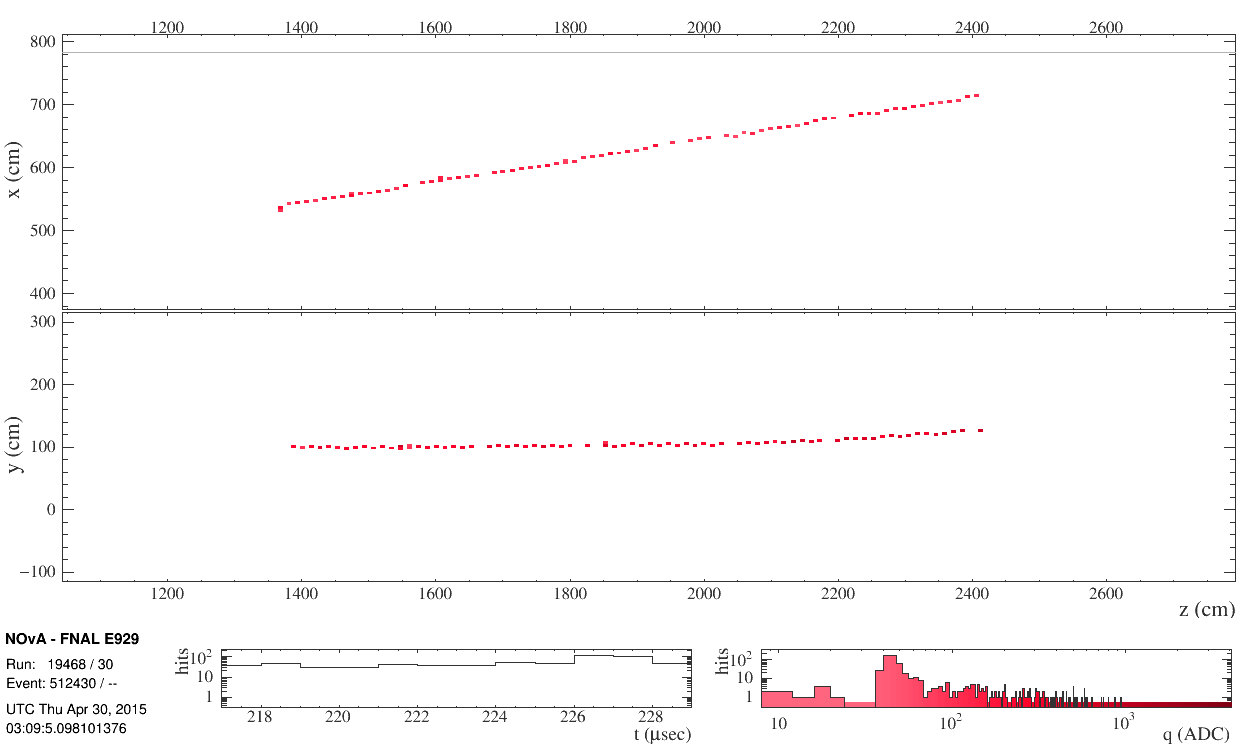 1200 1400 1600 1800 2000 2200 2400 2600
800
700
600
500
400
x (cm)
300
200
100
0
−100
y (cm)
1200 1400 1600 1800 2000 2200 2400 2600
z (cm)
NOvA - FNAL E929
Run: 19468 / 30
Event: 512430 / --
UTC Thu Apr 30, 2015
03:09:5.098101376
hits
10²
10
1
218 220 222 224 226 228
t (μsec)
hits
10²
10
1
10 10² 10³
q (ADC)